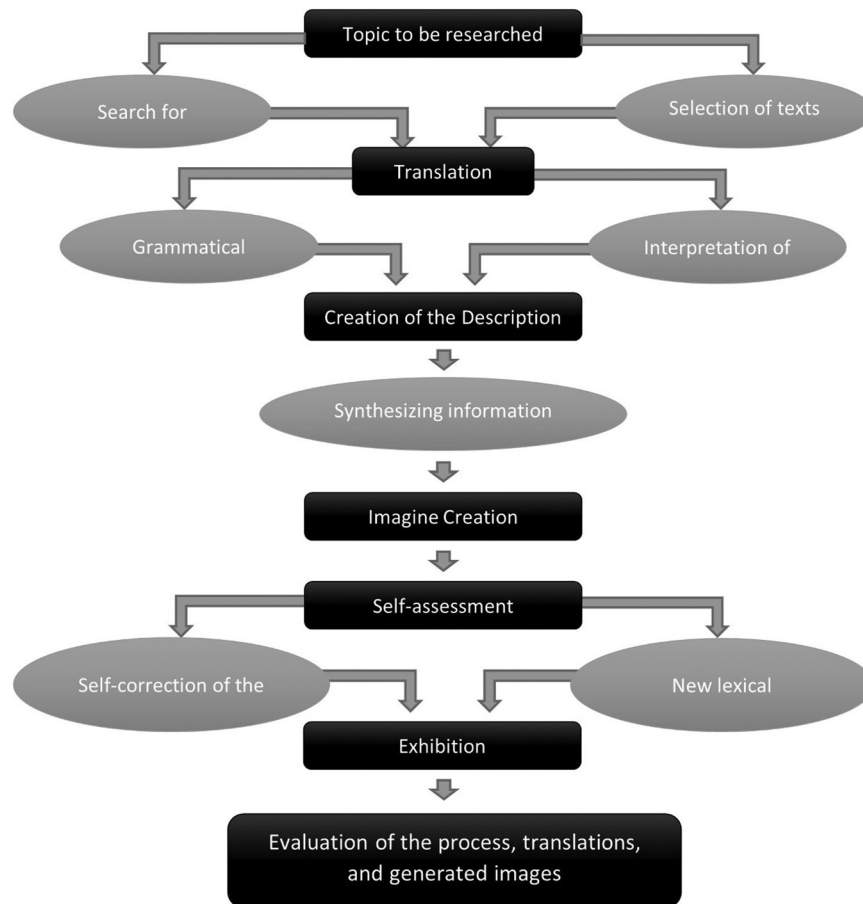 Topic to be researched
Search for
Selection of texts
Translation
Grammatical
Interpretation of
Creation of the Description
Synthesizing information
Imagine Creation
Self-assessment
Self-correction of the
New lexical
Exhibition
Evaluation of the process, translations,
and generated images